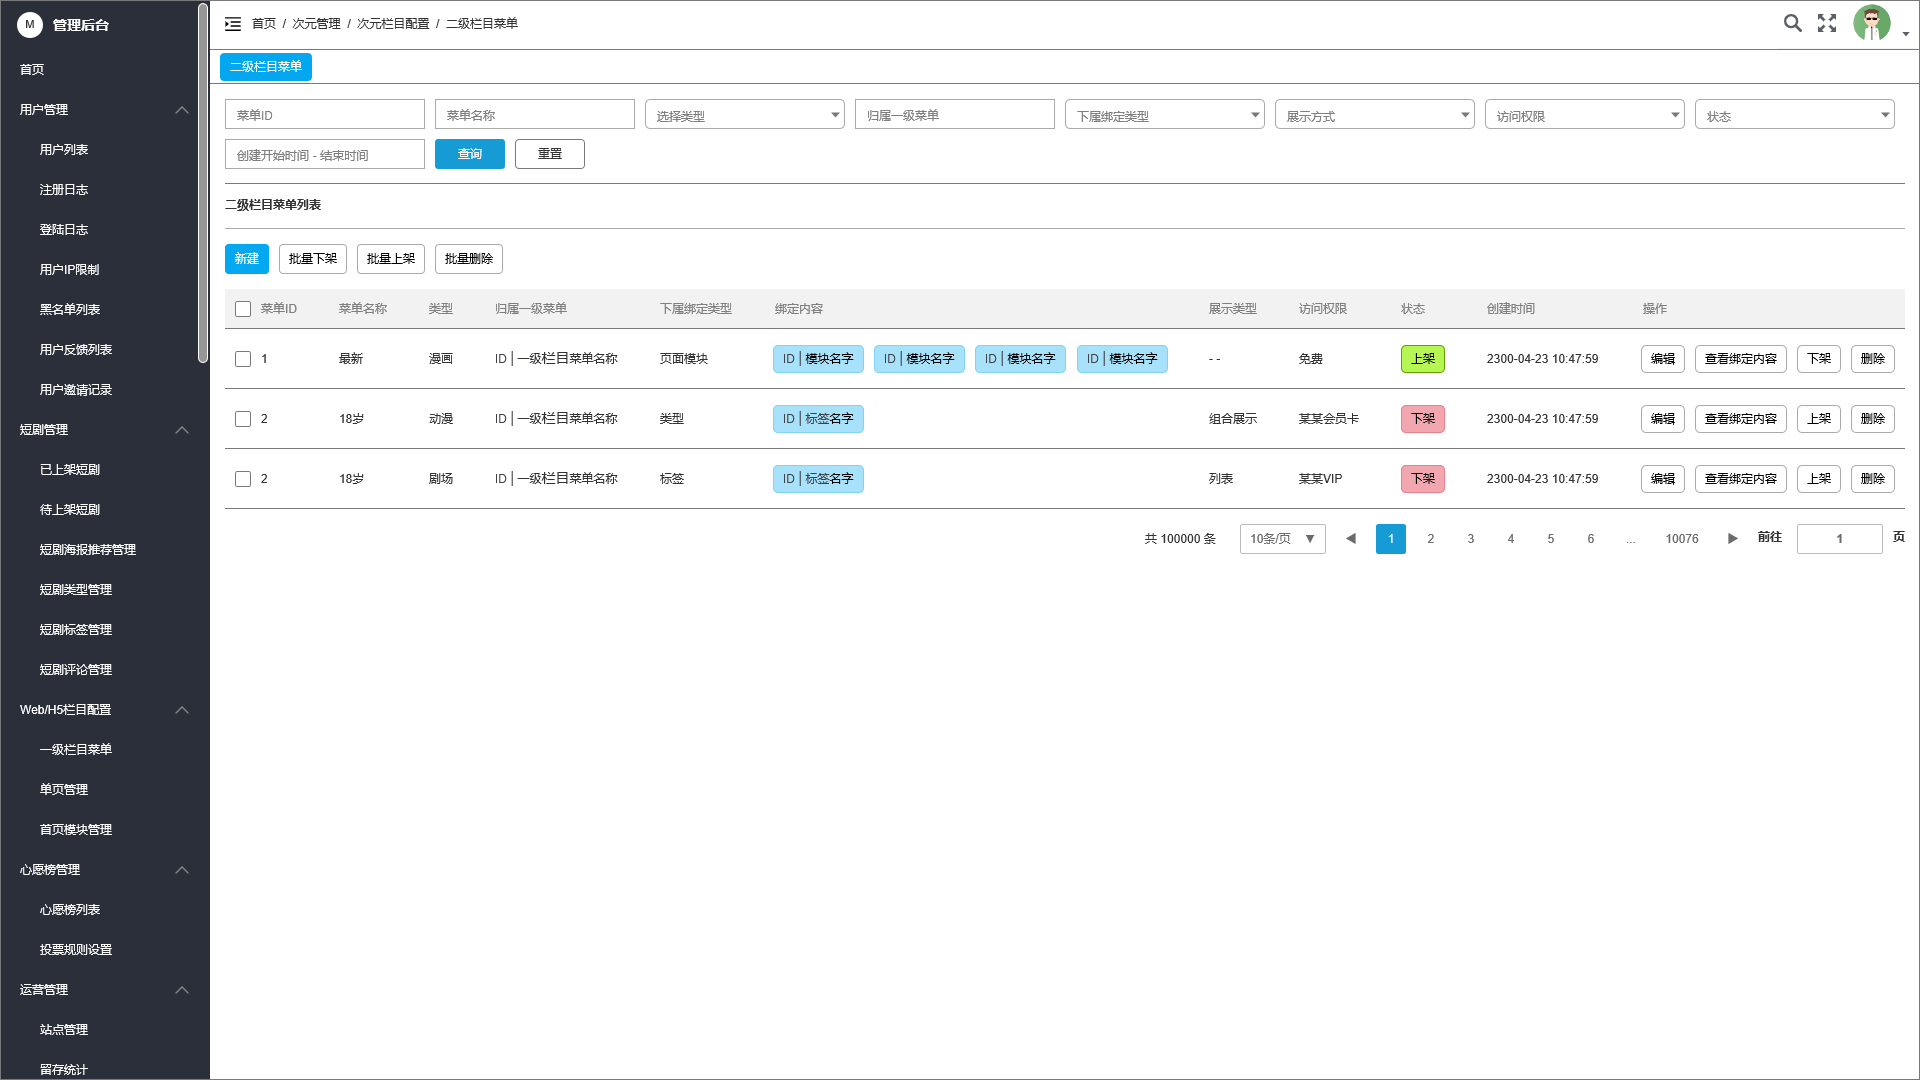 M 管理后台
首页
用户管理
用户列表
注册日志
登陆日志
用户IP限制
黑名单列表
用户反馈列表
用户邀请记录
短剧管理
已上架短剧
待上架短剧
短剧海报推荐管理
短剧类型管理
短剧标签管理
短剧评论管理
Web/H5栏目配置
一级栏目菜单
单页管理
首页模块管理
心愿榜管理
心愿榜列表
投票规则设置
运营管理
站点管理
留存统计
首页 / 次元管理 / 次元栏目配置 / 二级栏目菜单
二级栏目菜单
菜单ID 菜单名称 选择类型 归属一级菜单 下属绑定类型 展示方式 访问权限 状态
创建开始时间 - 结束时间 查询 重置
二级栏目菜单列表
新建 批量下架 批量上架 批量删除
菜单ID 菜单名称 类型 归属一级菜单 下属绑定类型 绑定内容 展示类型 访问权限 状态 创建时间 操作
1 最新 漫画 ID | 一级栏目菜单名称 页面模块 ID | 模块名字 ID | 模块名字 ID | 模块名字 ID | 模块名字 - - 免费 上架 2300-04-23 10:47:59 编辑 查看绑定内容 下架 删除
2 18岁 动漫 ID | 一级栏目菜单名称 类型 ID | 标签名字 组合展示 某某会员卡 下架 2300-04-23 10:47:59 编辑 查看绑定内容 上架 删除
2 18岁 剧场 ID | 一级栏目菜单名称 标签 ID | 标签名字 列表 某某VIP 下架 2300-04-23 10:47:59 编辑 查看绑定内容 上架 删除
共 100000 条 10条/页 1 2 3 4 5 6 ... 10076 前往 1 页